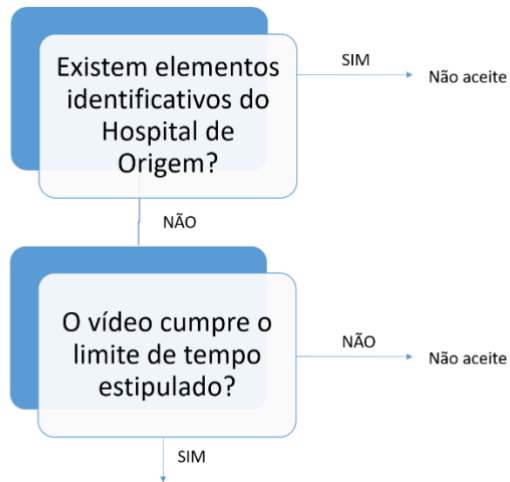 Existem elementos
identificativos do
Hospital de
Origem?
SIM
Não aceite
NÃO
O vídeo cumpre o
limite de tempo
estipulado?
NÃO
Não aceite
SIM